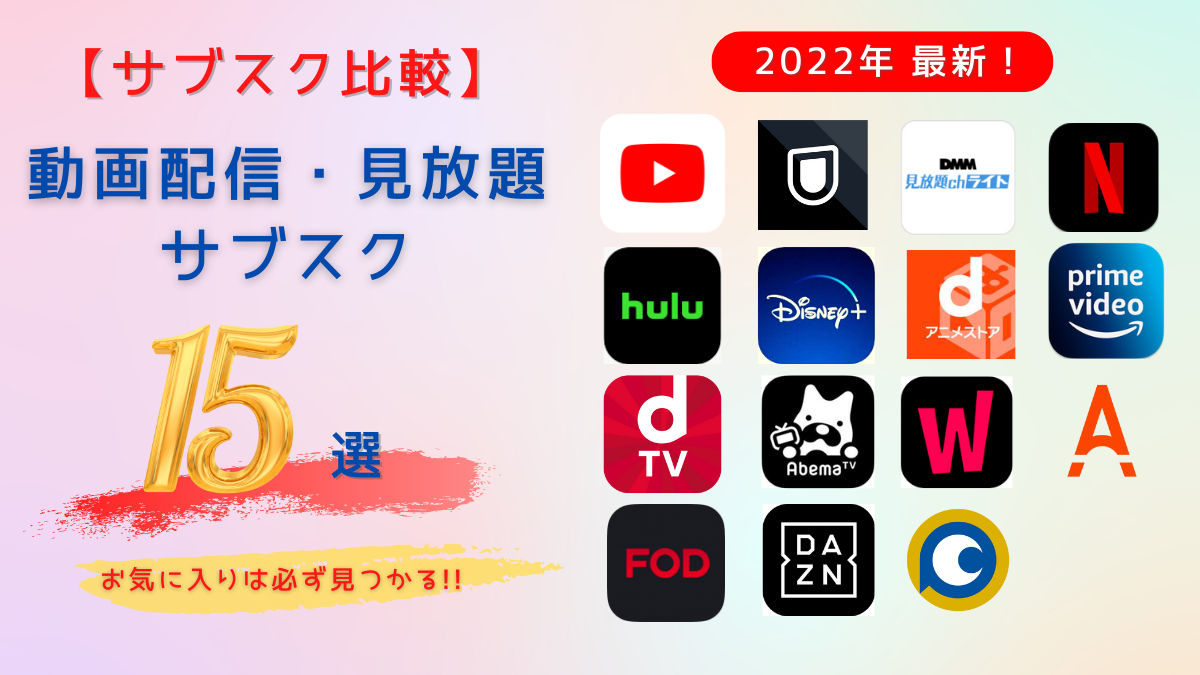 【サブスク比較】
動画配信・見放題
サブスク
15 選
お気に入りは必ず見つかる!!
2022年 最新！
U
DMM
見放題chライト
N
hulu
Disney+
d
アニメストア
prime
video
d
TV
AbemaTV
W
A
FOD
DA
ZN